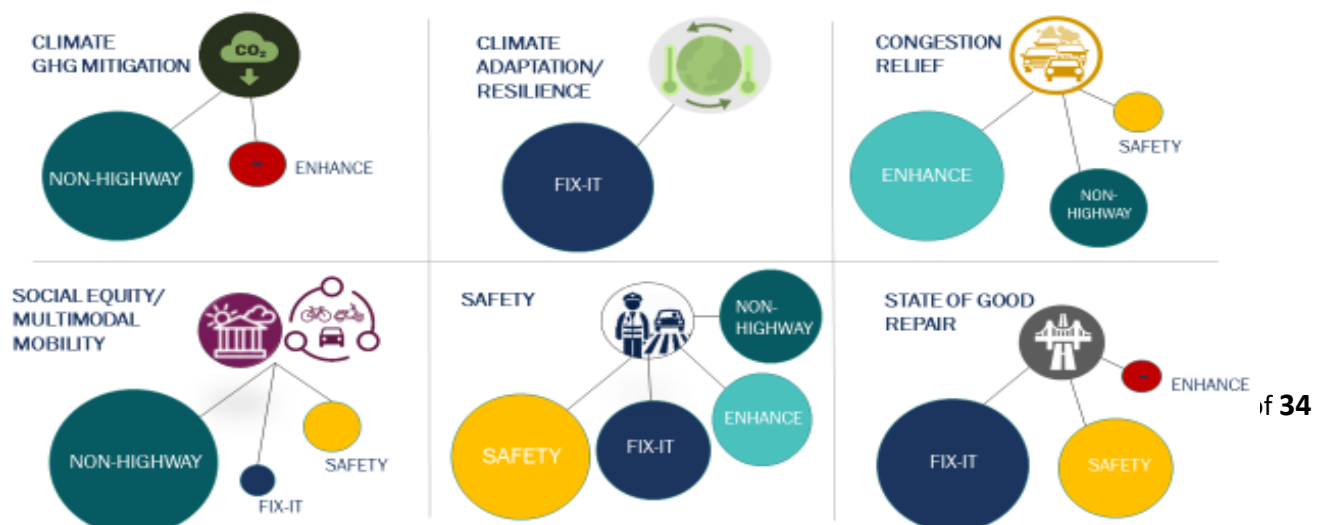 CLIMATE
GHG MITIGATION
CO₂
NON-HIGHWAY
-
ENHANCE
CLIMATE
ADAPTATION/
RESILIENCE
FIX-IT
CONGESTION
RELIEF
ENHANCE
SAFETY
NON-
HIGHWAY
SOCIAL EQUITY/
MULTIMODAL
MOBILITY
NON-HIGHWAY
FIX-IT
SAFETY
SAFETY
NON-
HIGHWAY
SAFETY
FIX-IT
ENHANCE
STATE OF GOOD
REPAIR
-
ENHANCE
FIX-IT
SAFETY
of 34